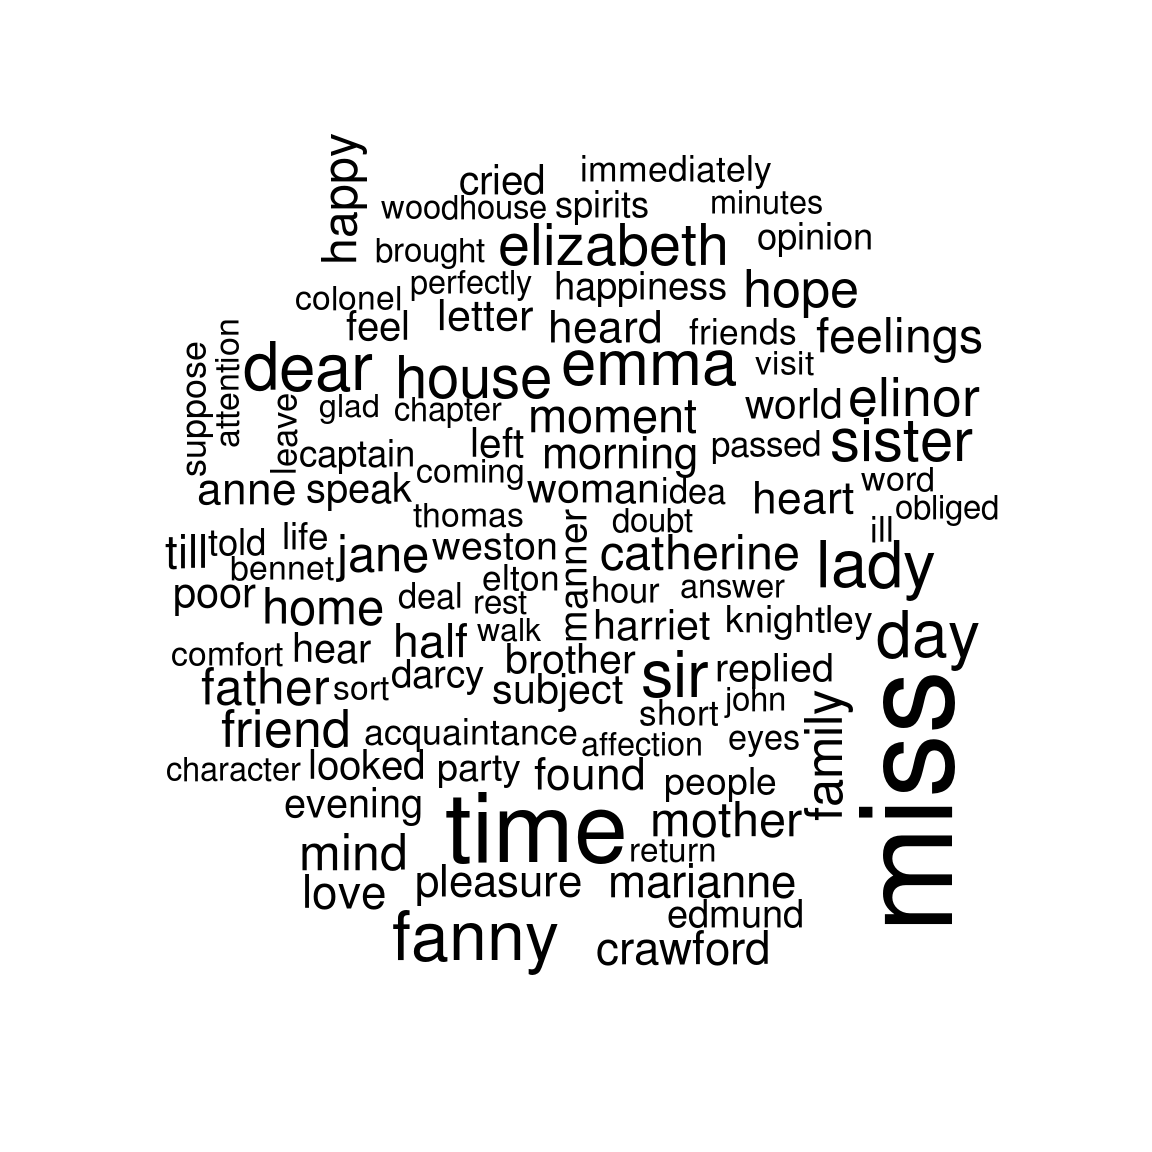 happy
cried
immediately
woodhouse
spirits
minutes
brought
elizabeth
opinion
perfectly
happiness
hope
colonel
feel
letter
heard
friends
feelings
suppose
attention
dear
house
emma
visit
leave
glad
chapter
moment
world
elinor
captain
left
morning
passed
sister
anne
speak
coming
woman
idea
heart
word
obliged
thomas
doubt
ill
till
told
life
jane
weston
manner
catherine
lady
bennet
elton
poor
home
deal
rest
hour
answer
walk
harriet
knightley
day
comfort
hear
half
brother
sir
replied
father
sort
darcy
subject
short
john
miss
friend
acquaintance
affection
eyes
family
character
looked
party
found
people
evening
time
mother
mind
return
love
pleasure
marianne
edmund
fanny
crawford